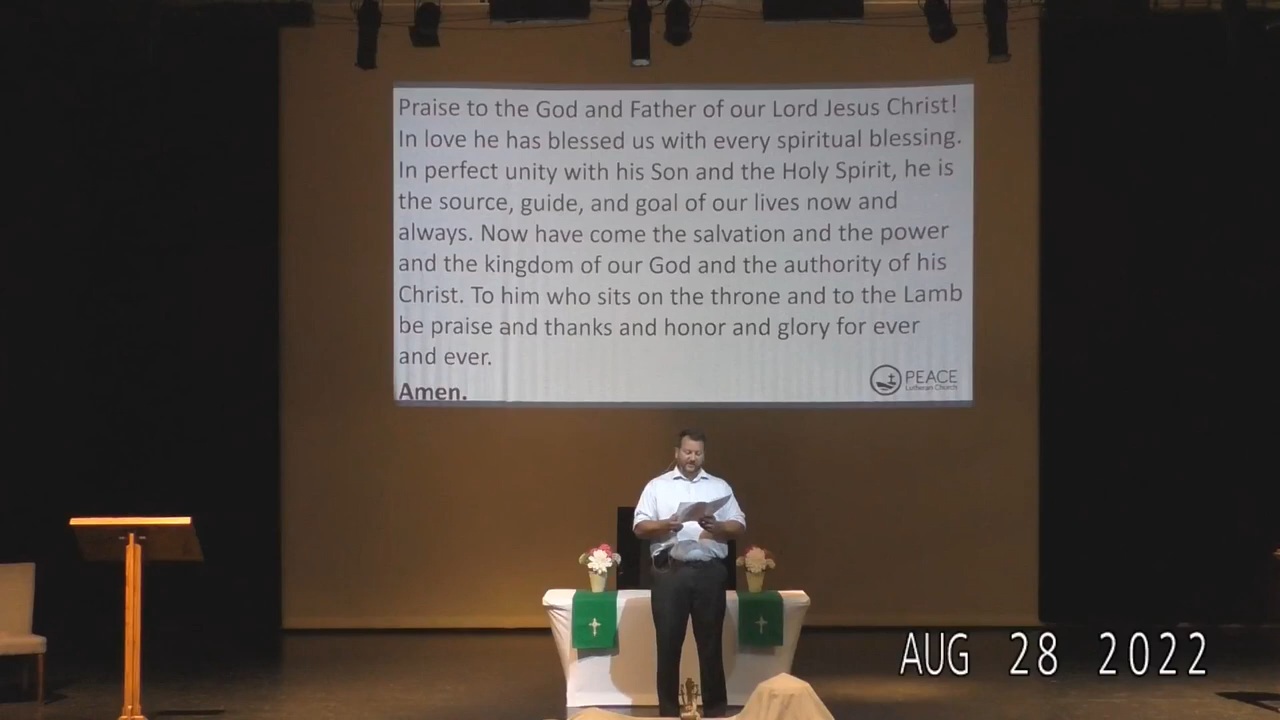 Praise to the God and Father of our Lord Jesus Christ!
In love he has blessed us with every spiritual blessing.
In perfect unity with his Son and the Holy Spirit, he is
the source, guide, and goal of our lives now and
always. Now have come the salvation and the power
and the kingdom of our God and the authority of his
Christ. To him who sits on the throne and to the Lamb
be praise and thanks and honor and glory for ever
and ever.
Amen.
PEACE
Lutheran Church
AUG 28 2022